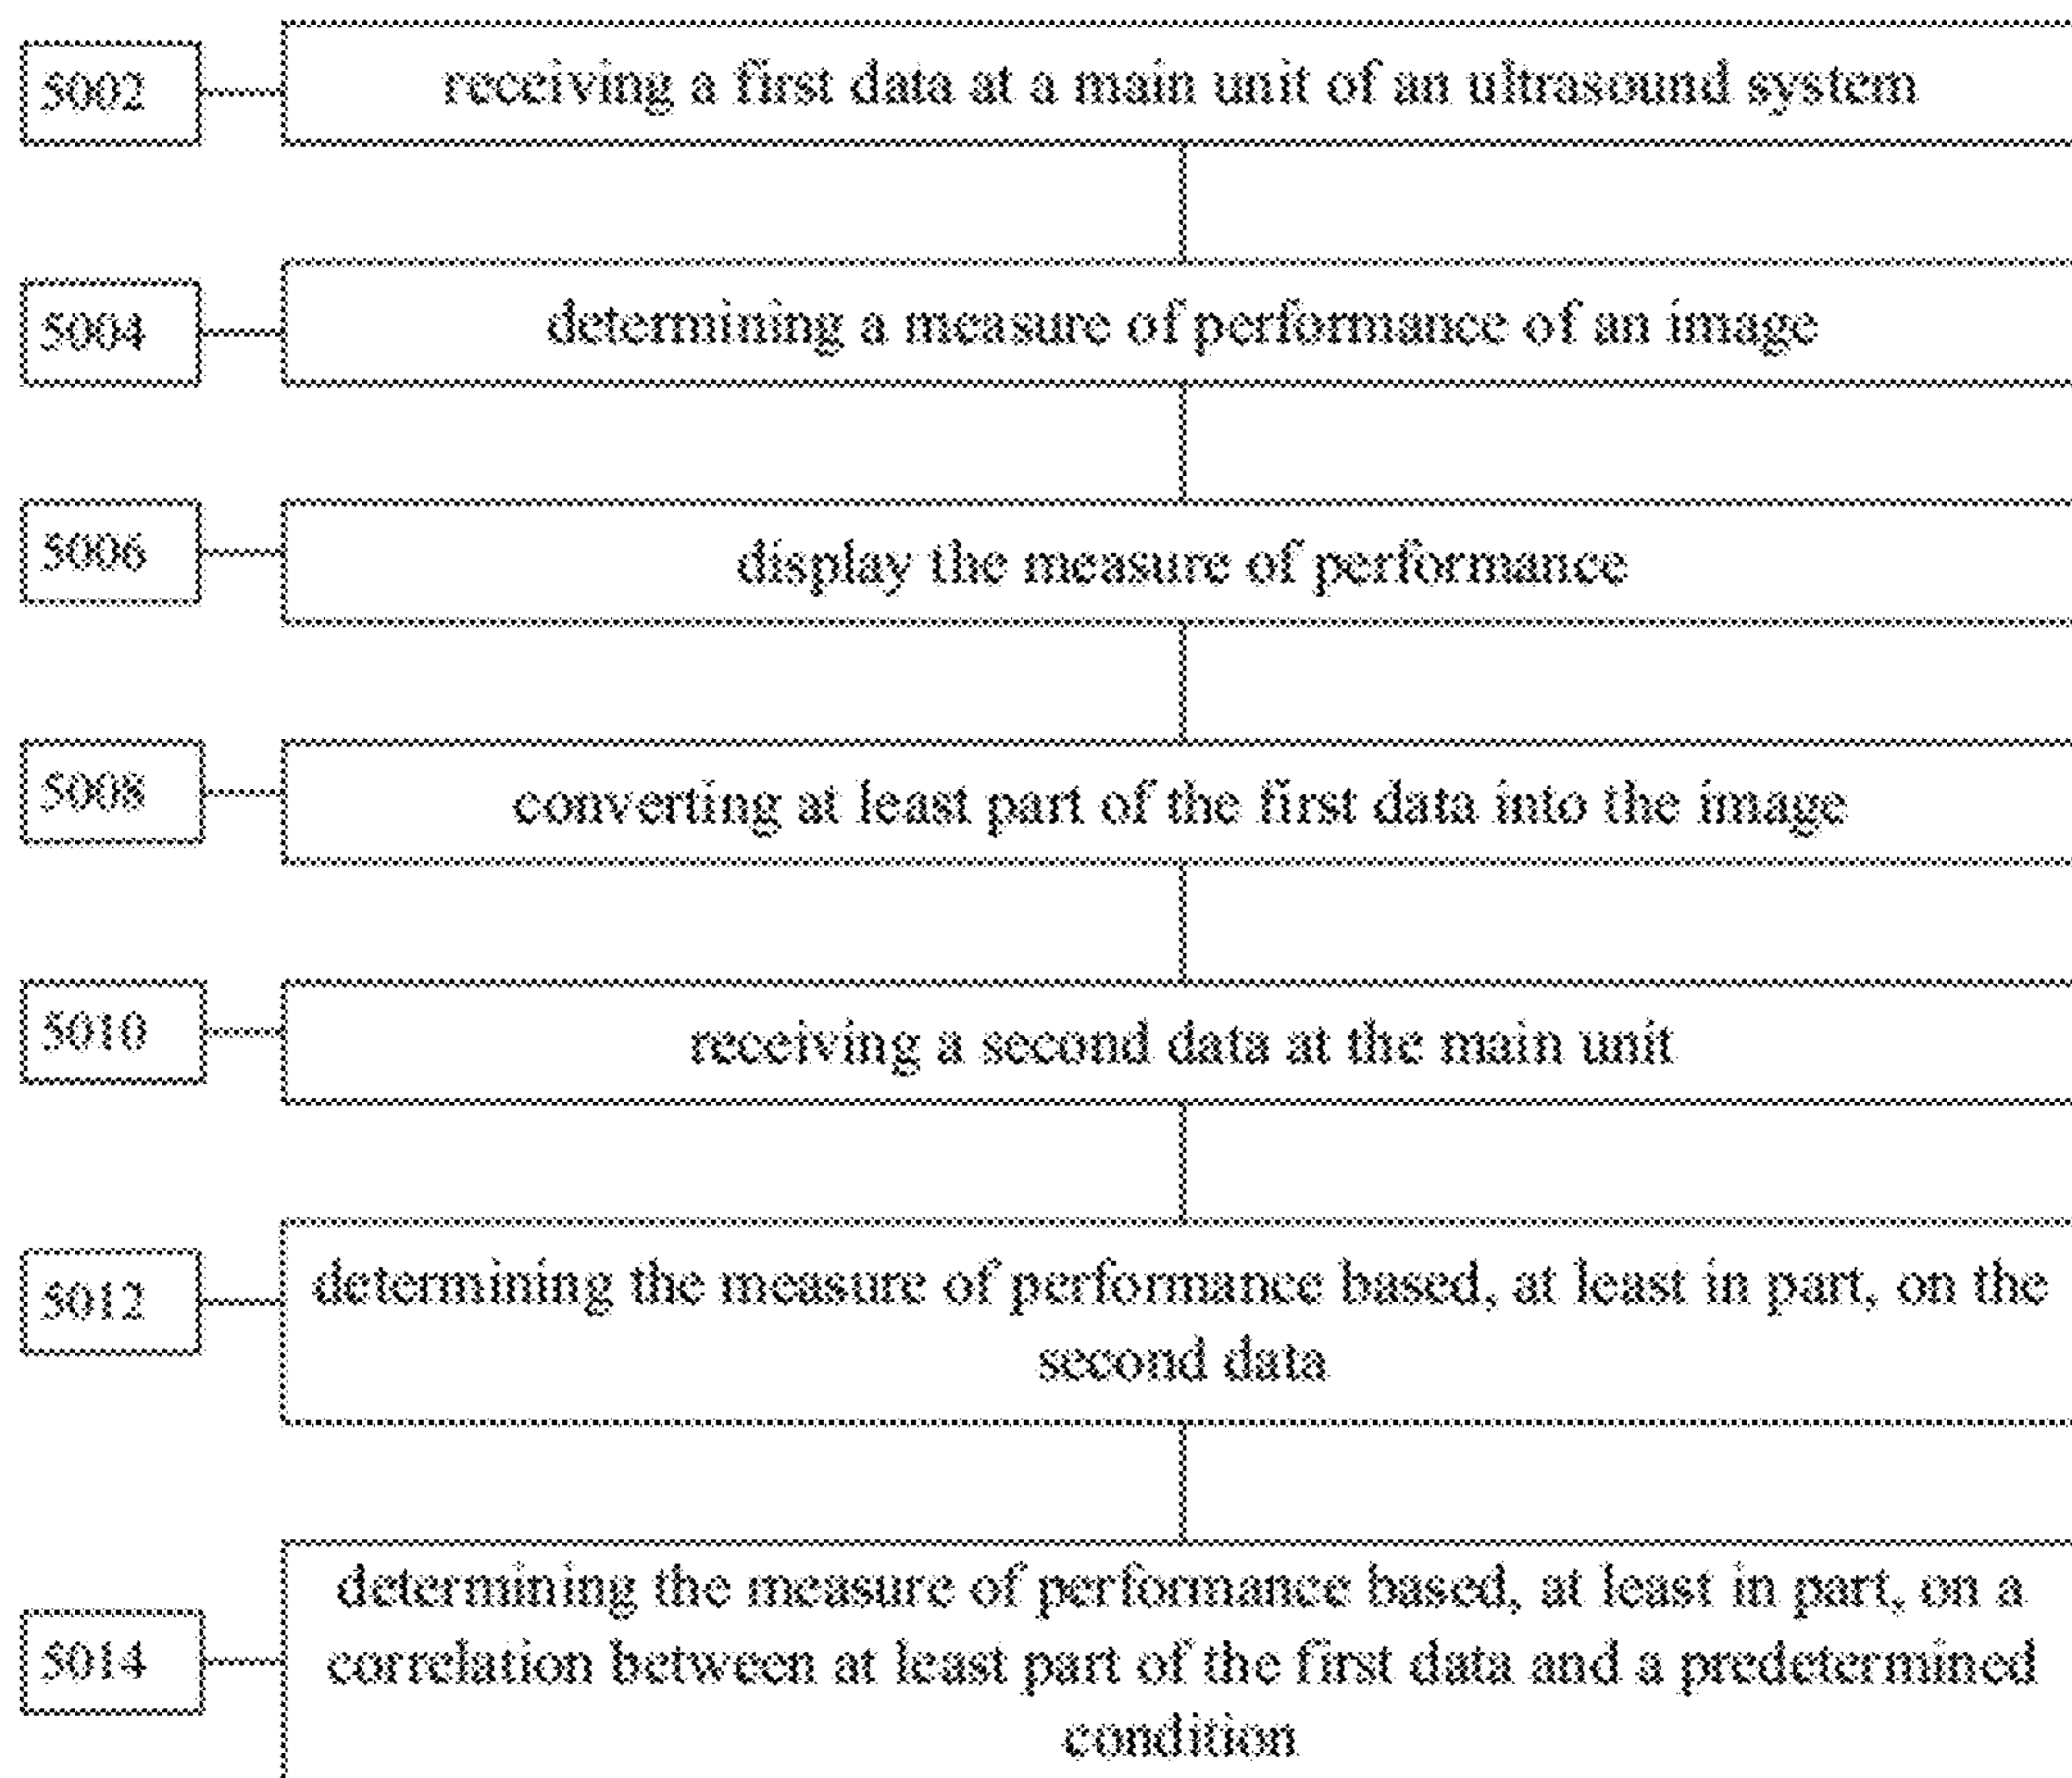 5002
receiving a first data at a main unit of an ultrasound system
5004
determining a measure of performance of an image
5006
display the measure of performance
5008
converting at least part of the first data into the image
5010
receiving a second data at the main unit
5012
determining the measure of performance based, at least in part, on the
second data
5014
determining the measure of performance based, at least in part, on a
correlation between at least part of the first data and a predetermined
condition